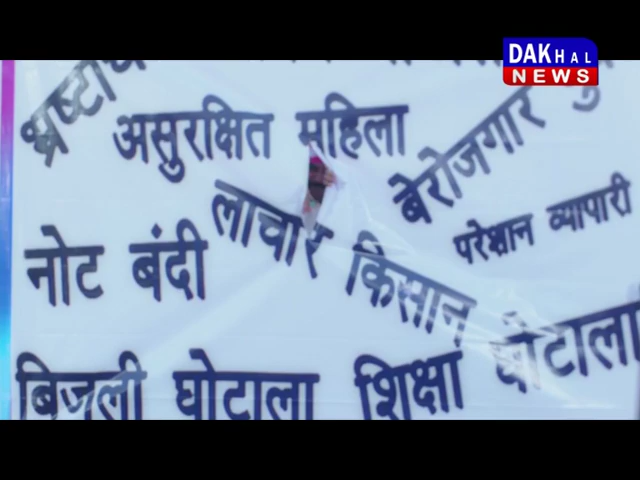 DAKHAL
NEWS
असुरक्षित महिला
बेरोजगार
लाचार किसान
परेशान व्यापारी
नोट बंदी
बिजली घोटाला
शिक्षा घोटाला